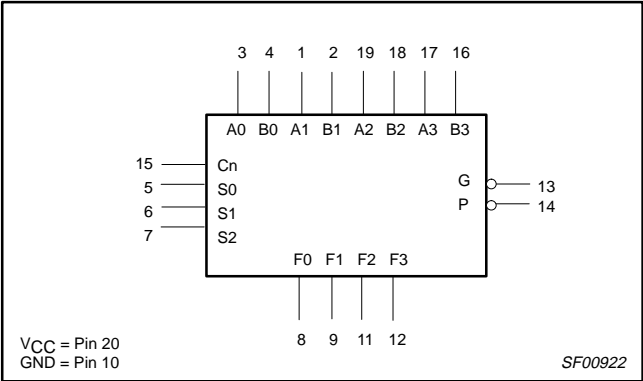 3 4 1 2 19 18 17 16
A0 B0 A1 B1 A2 B2 A3 B3
15 Cn
5 S0
6 S1
7 S2
G 13
P 14
F0 F1 F2 F3
8 9 11 12
VCC = Pin 20
GND = Pin 10
SF00922